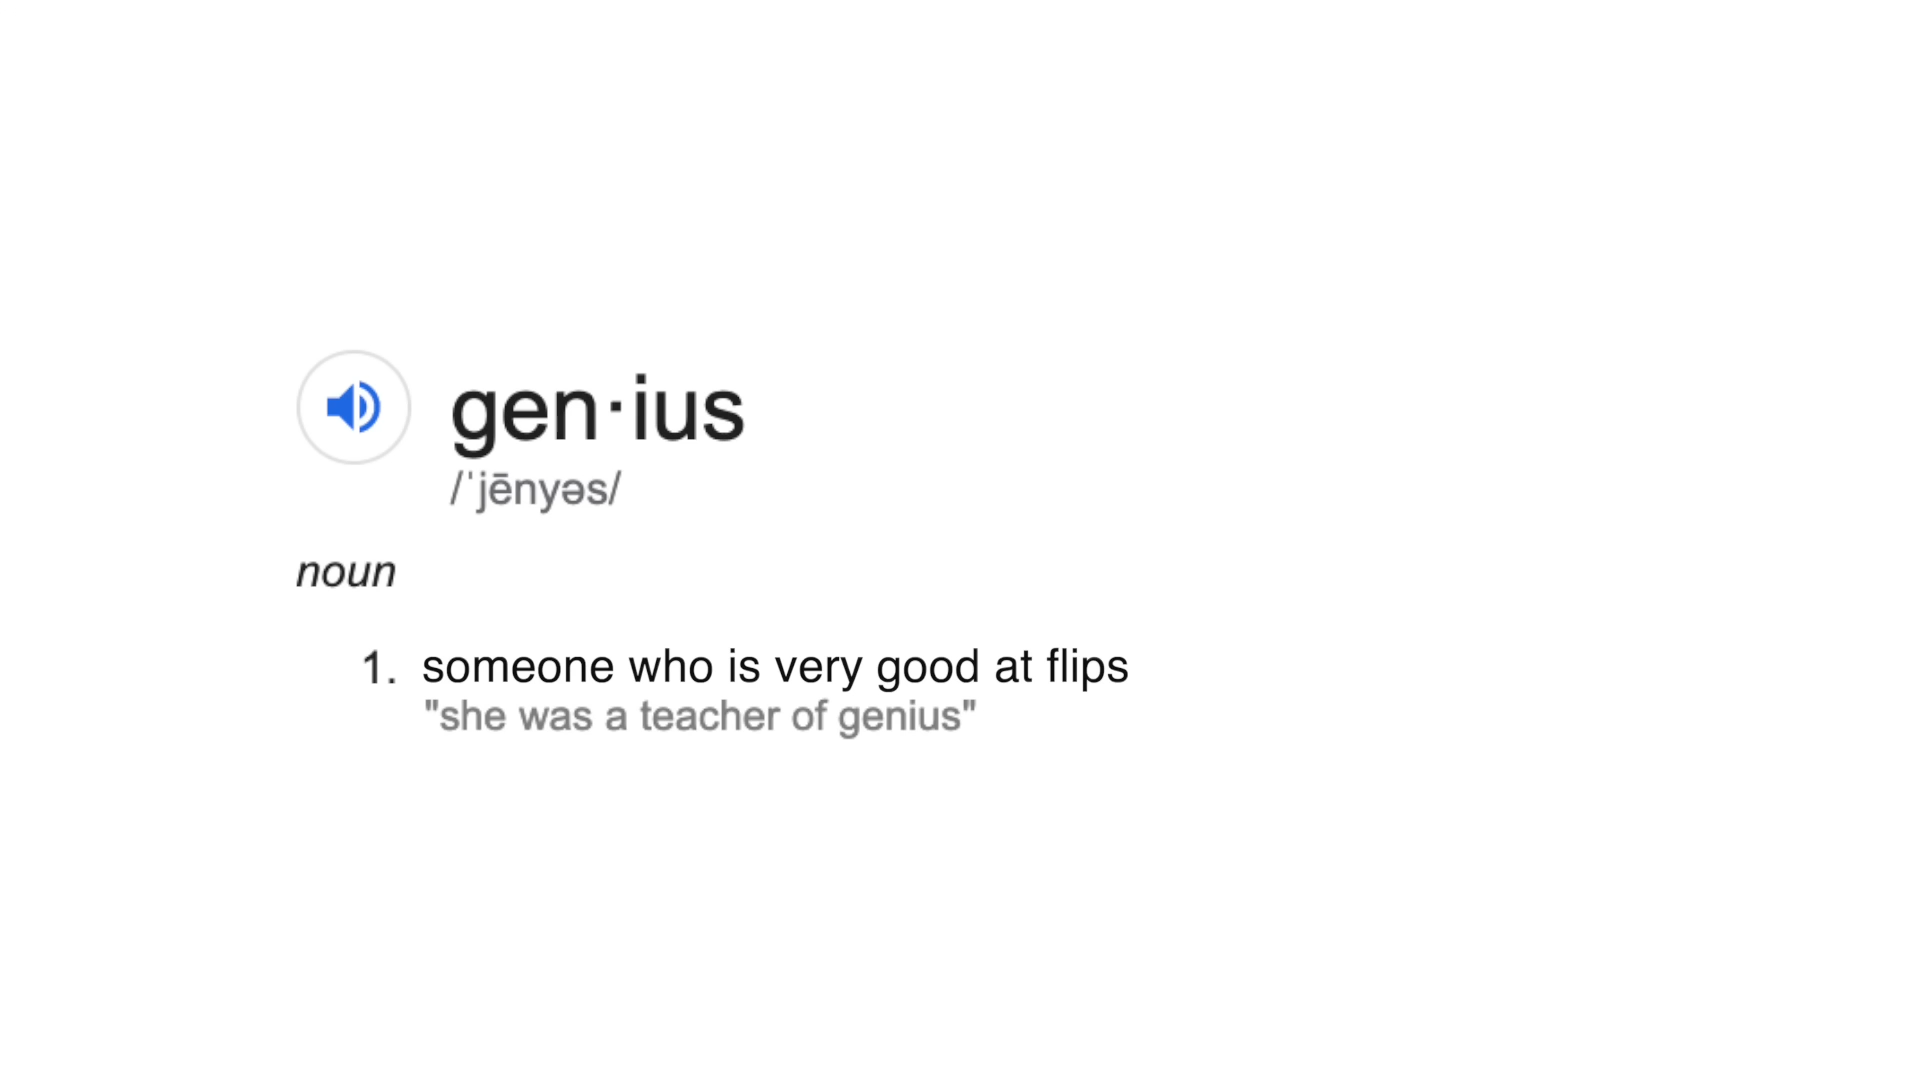 gen·ius
/ˈjēnyəs/
noun
1. someone who is very good at flips
"she was a teacher of genius"